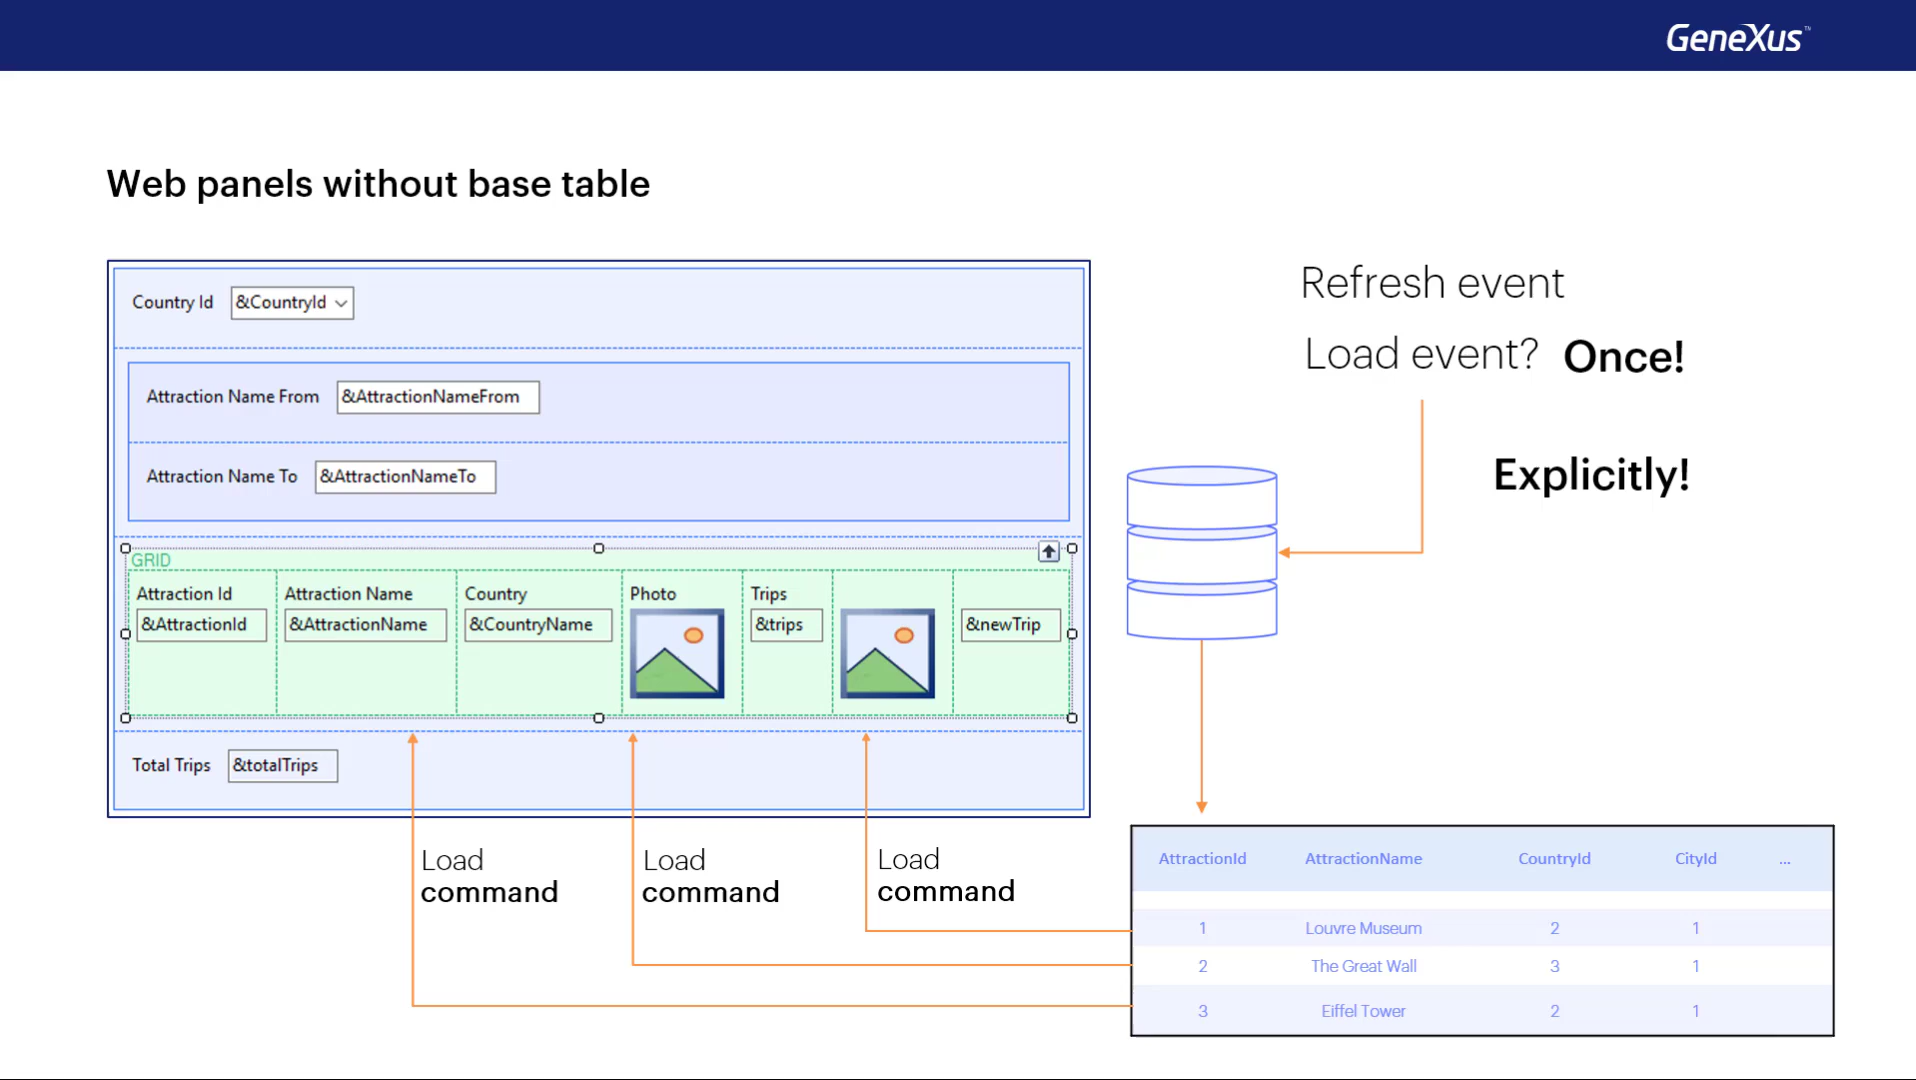 GeneXus™
Web panels without base table
Country Id &CountryId
Attraction Name From &AttractionNameFrom
Attraction Name To &AttractionNameTo
GRID
Attraction Id Attraction Name Country Photo Trips
&AttractionId &AttractionName &CountryName &trips &newTrip
Total Trips &totalTrips
Refresh event
Load event? Once!
Explicitly!
Load command
Load command
Load command
AttractionId AttractionName CountryId CityId ...
1 Louvre Museum 2 1
2 The Great Wall 3 1
3 Eiffel Tower 2 1